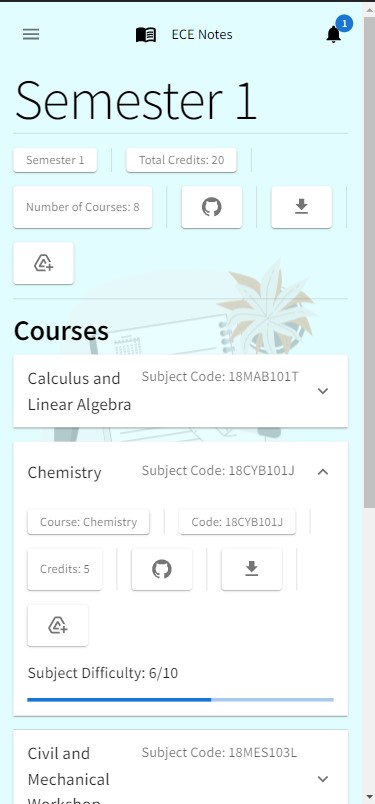 ECE Notes
1
Semester 1
Semester 1
Total Credits: 20
Number of Courses: 8
Courses
Calculus and
Linear Algebra
Subject Code: 18MAB101T
Chemistry
Subject Code: 18CYB101J
Course: Chemistry
Code: 18CYB101J
Credits: 5
Subject Difficulty: 6/10
Civil and
Mechanical
Workshop
Subject Code: 18MES103L